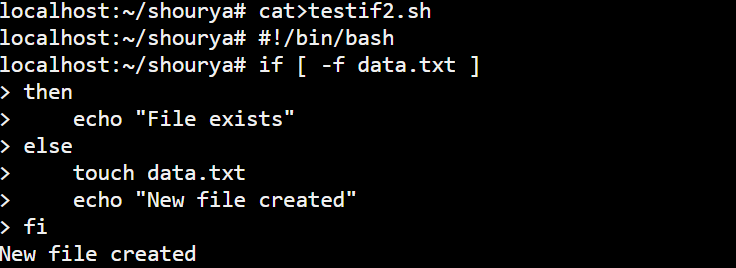 localhost:~/shourya# cat>testif2.sh
localhost:~/shourya# #!/bin/bash
localhost:~/shourya# if [ -f data.txt ]
> then
>     echo "File exists"
> else
>     touch data.txt
>     echo "New file created"
> fi
New file created